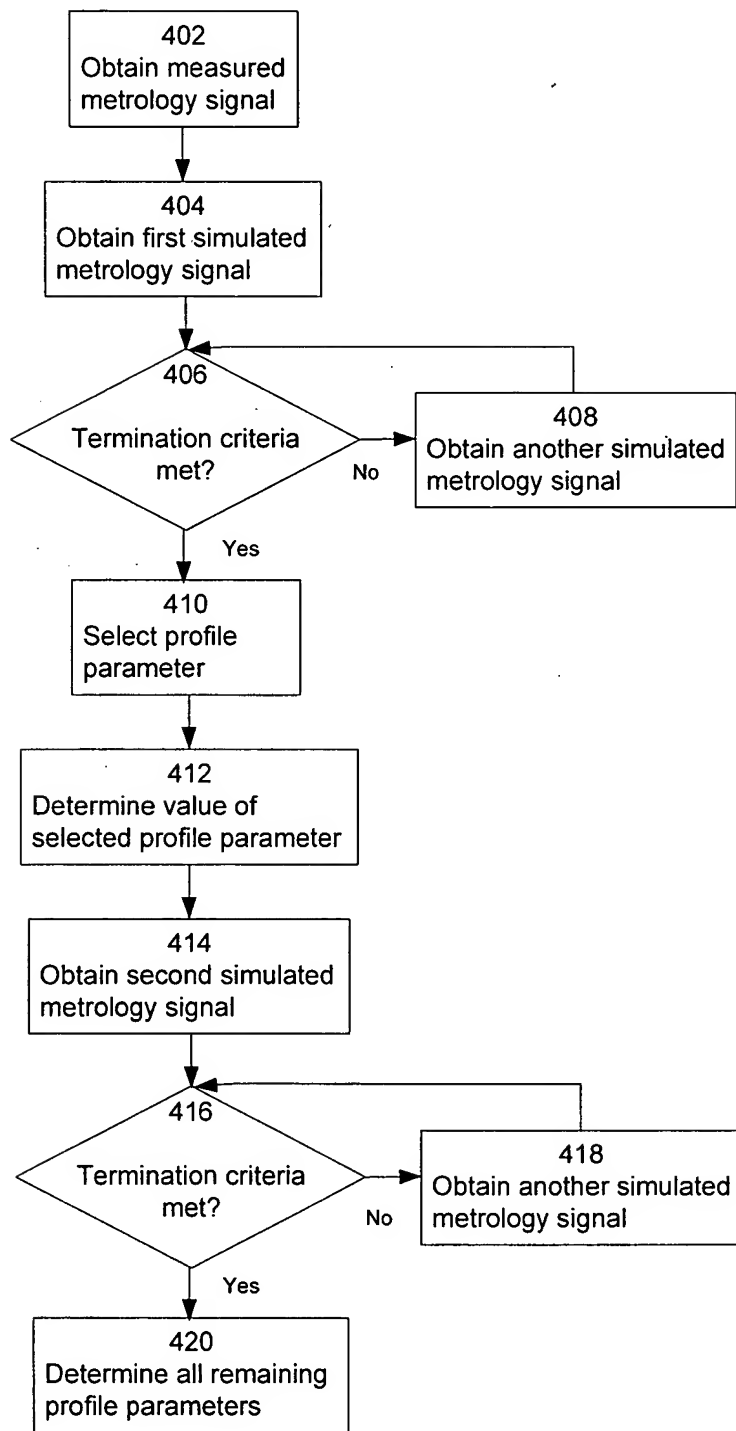 402
Obtain measured
metrology signal
404
Obtain first simulated
metrology signal
406
Termination criteria
met?
No
408
Obtain another simulated
metrology signal
Yes
410
Select profile
parameter
412
Determine value of
selected profile parameter
414
Obtain second simulated
metrology signal
416
Termination criteria
met?
No
418
Obtain another simulated
metrology signal
Yes
420
Determine all remaining
profile parameters